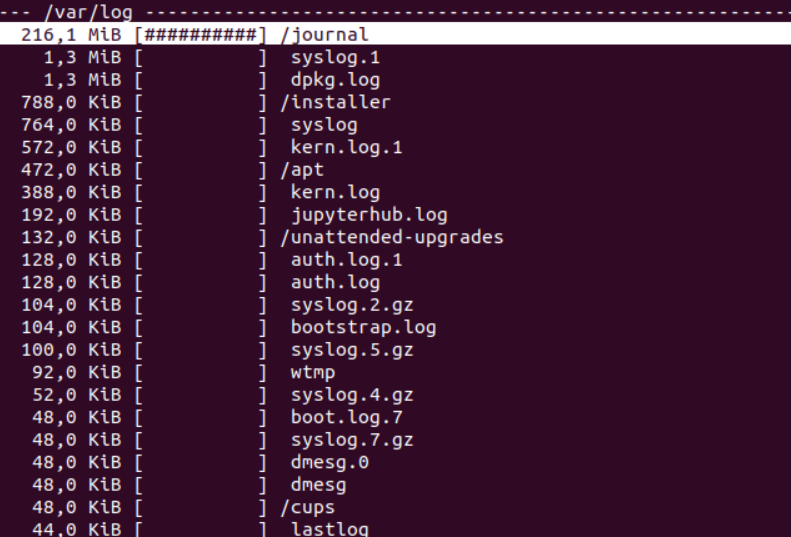 --- /var/log ----------------------------------------------------------
216,1 MiB [##########] /journal
1,3 MiB [          ]  syslog.1
1,3 MiB [          ]  dpkg.log
788,0 KiB [          ] /installer
764,0 KiB [          ]  syslog
572,0 KiB [          ]  kern.log.1
472,0 KiB [          ] /apt
388,0 KiB [          ]  kern.log
192,0 KiB [          ]  jupyterhub.log
132,0 KiB [          ] /unattended-upgrades
128,0 KiB [          ]  auth.log.1
128,0 KiB [          ]  auth.log
104,0 KiB [          ]  syslog.2.gz
104,0 KiB [          ]  bootstrap.log
100,0 KiB [          ]  syslog.5.gz
92,0 KiB [          ]  wtmp
52,0 KiB [          ]  syslog.4.gz
48,0 KiB [          ]  boot.log.7
48,0 KiB [          ]  syslog.7.gz
48,0 KiB [          ]  dmesg.0
48,0 KiB [          ]  dmesg
48,0 KiB [          ] /cups
44,0 KiB [          ]  lastlog